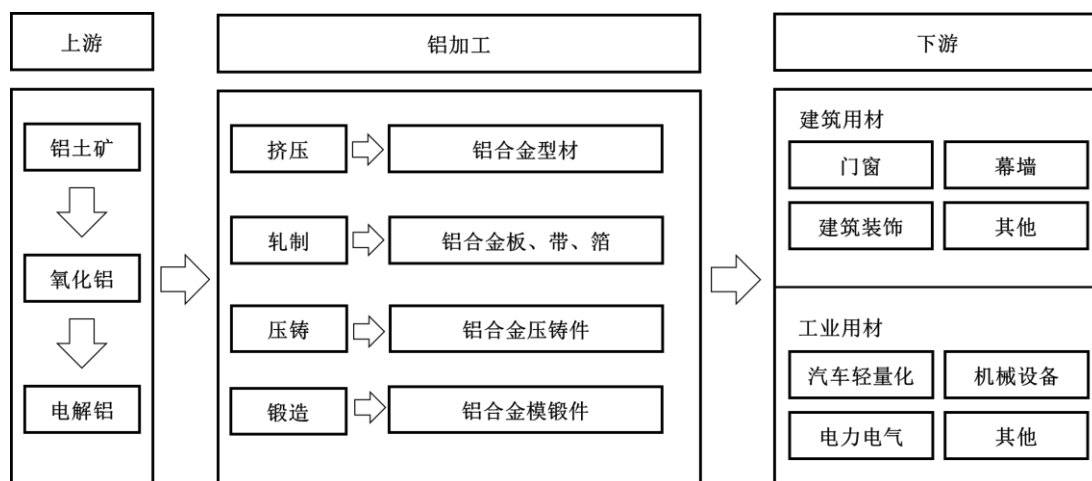 上游
铝加工
下游
铝土矿
氧化铝
电解铝
挤压
铝合金型材
轧制
铝合金板、带、箔
压铸
铝合金压铸件
锻造
铝合金模锻件
建筑用材
门窗
幕墙
建筑装饰
其他
工业用材
汽车轻量化
机械设备
电力电气
其他